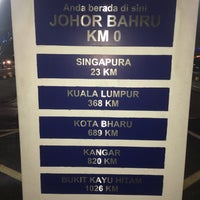 Anda berada di sini
JOHOR BAHRU
KM 0
SINGAPURA
23 KM
KUALA LUMPUR
368 KM
KOTA BHARU
689 KM
KANGAR
820 KM
BUKIT KAYU HITAM
1026 KM